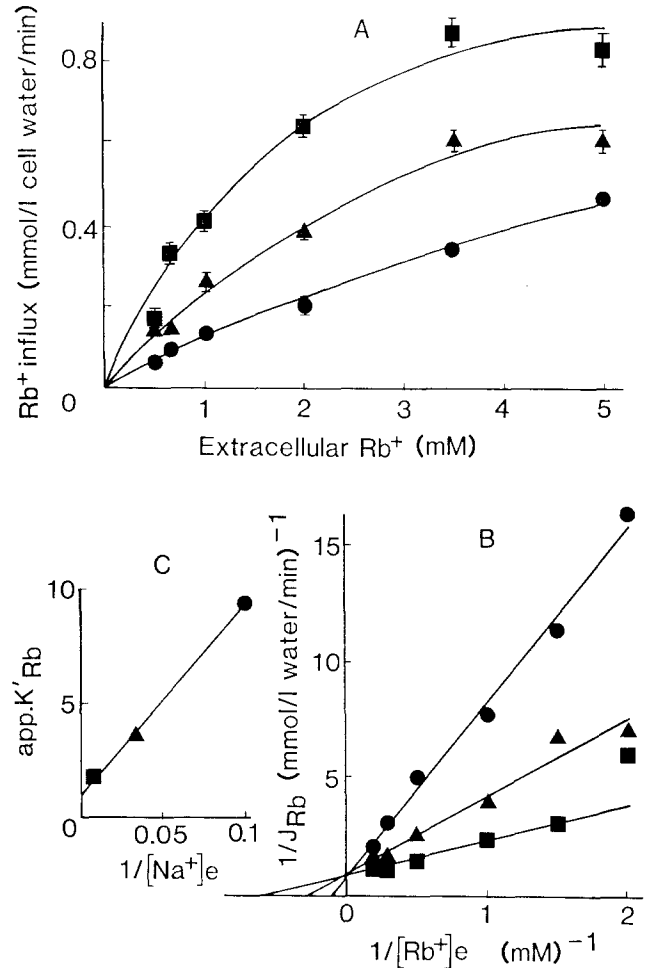 A
Rb⁺ influx (mmol/l cell water/min)
0.8
0.4
0
1
2
3
4
5
Extracellular Rb⁺ (mM)
C
app.K'Rb
10
5
0
0.05
0.1
1/[Na⁺]e
B
1/JRb (mmol/l water/min)⁻¹
15
10
5
0
1
2
1/[Rb⁺]e (mM)⁻¹